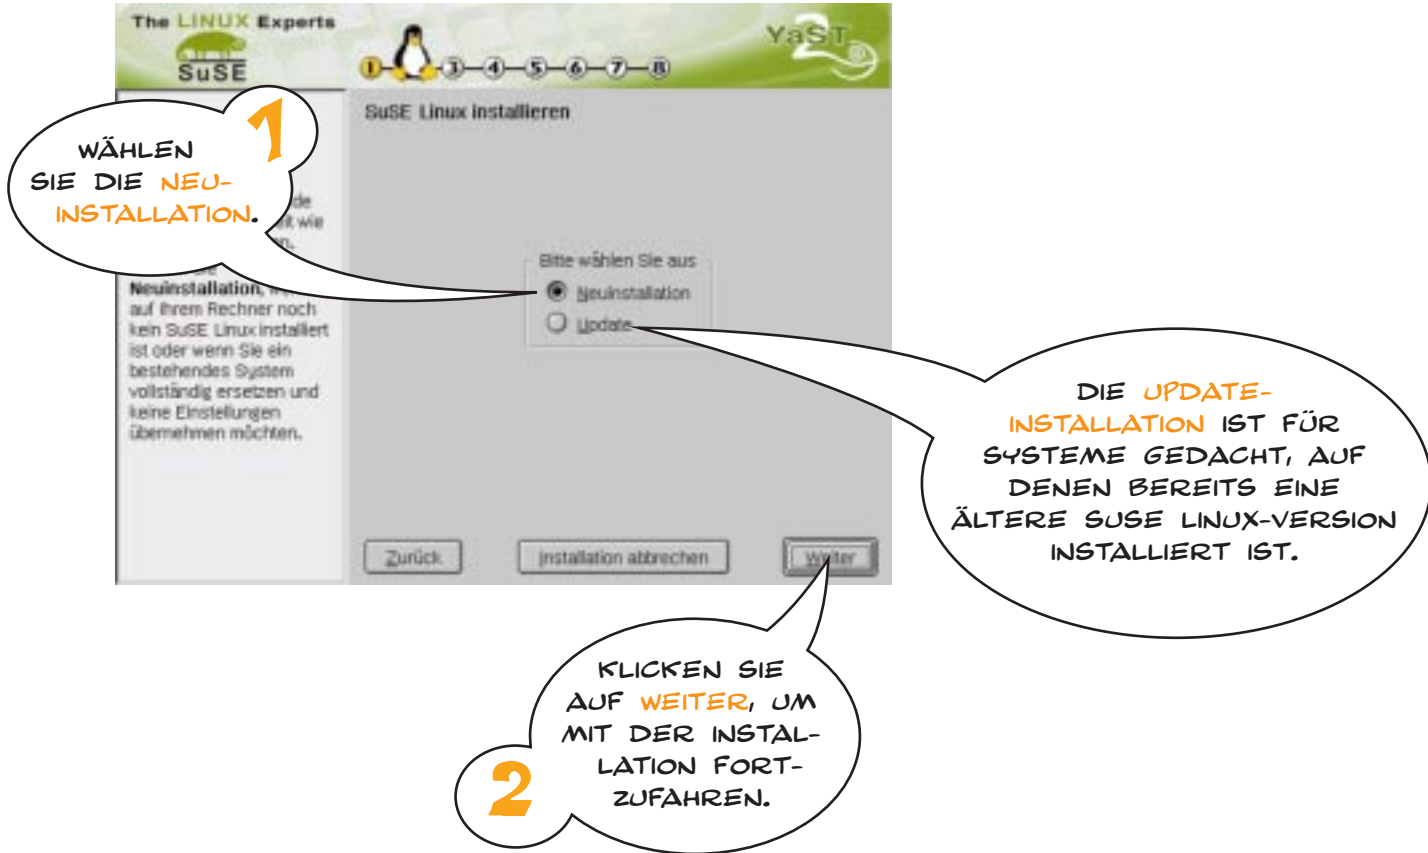 The LINUX Experts
SuSE
YaST
2
1
3
4
5
6
7
8
SuSE Linux installieren
1
WÄHLEN
SIE DIE NEU-
INSTALLATION.
wie
Neuinstallation,
auf Ihrem Rechner noch
kein SuSE Linux installiert
ist oder wenn Sie ein
bestehendes System
vollständig ersetzen und
keine Einstellungen
übernehmen möchten.
Bitte wählen Sie aus
Neuinstallation
Update
DIE UPDATE-
INSTALLATION IST FÜR
SYSTEME GEDACHT, AUF
DENEN BEREITS EINE
ÄLTERE SUSE LINUX-VERSION
INSTALLIERT IST.
Zurück
Installation abbrechen
Weiter
KLICKEN SIE
AUF WEITER, UM
MIT DER INSTAL-
LATION FORT-
ZUFAHREN.
2